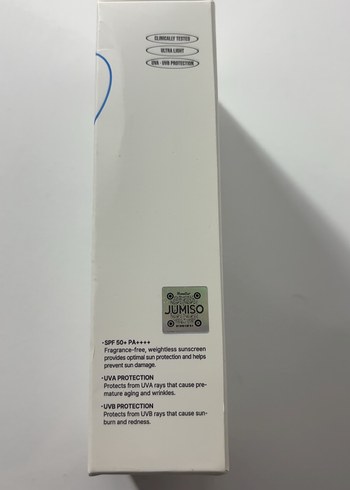 CLINICALLY TESTED
ULTRA LIGHT
UVA · UVB PROTECTION
JUMISO
·SPF 50+ PA++++
Fragrance-free, weightless sunscreen
provides optimal sun protection and helps
prevent sun damage.
·UVA PROTECTION
Protects from UVA rays that cause pre-
mature aging and wrinkles.
·UVB PROTECTION
Protects from UVB rays that cause sun-
burn and redness.